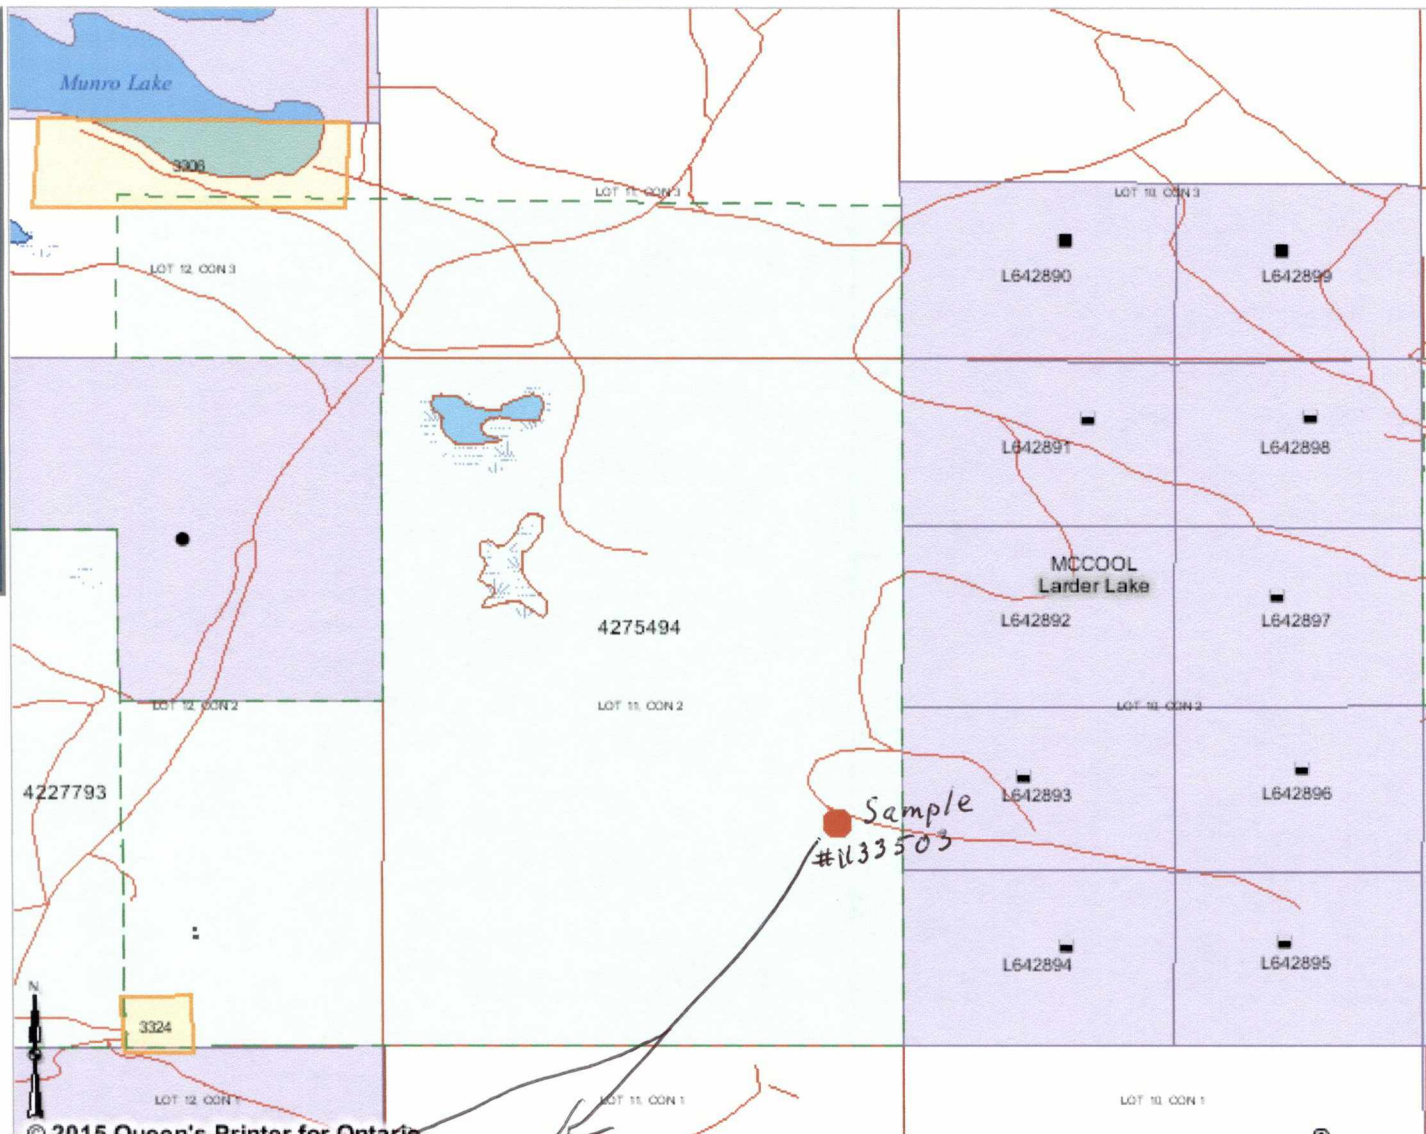 Munro Lake
3306
LOT 11, CON 3
LOT 10, CON 3
LOT 12, CON 3
L642890
L642899
L642891
L642898
MCCOOL
Larder Lake
L642892
L642897
4275494
LOT 12, CON 2
LOT 11, CON 2
LOT 10, CON 2
4227793
L642893
L642896
Sample
#1133503
L642894
L642895
N
3324
LOT 12, CON 1
LOT 11, CON 1
LOT 10, CON 1
© 2015 Queen's Printer for Ontario